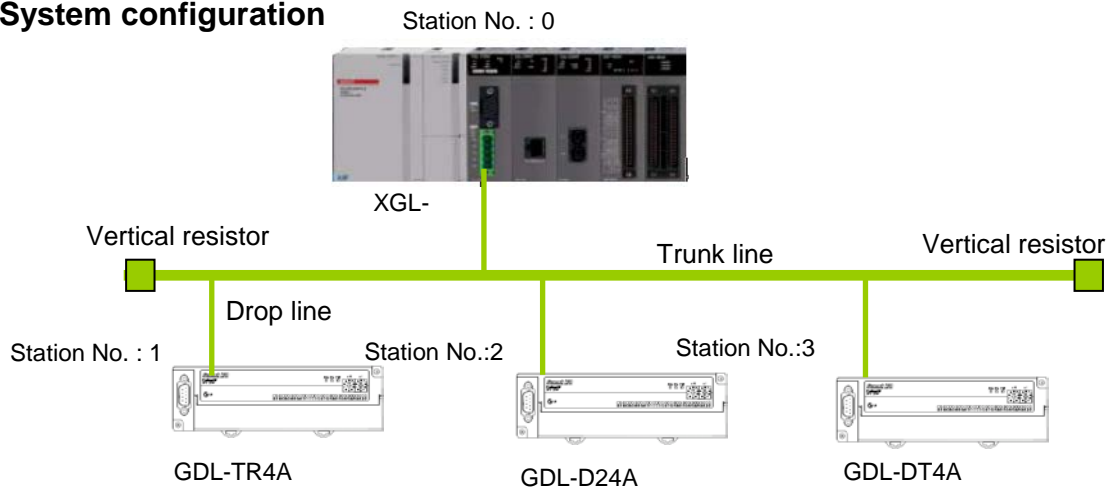 System configuration
Station No. : 0
XGL-
Vertical resistor
Trunk line
Vertical resistor
Drop line
Station No. : 1
Station No.:2
Station No.:3
GDL-TR4A
GDL-D24A
GDL-DT4A